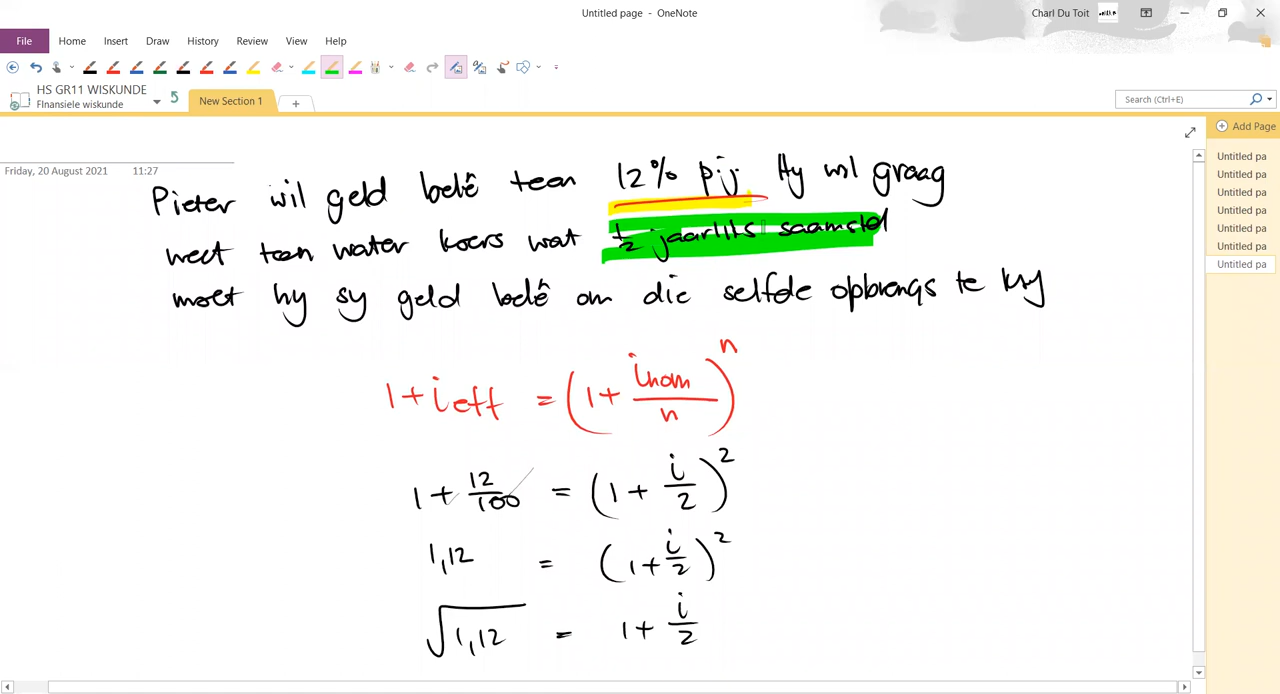 Untitled page - OneNote
Charl Du Toit
File Home Insert Draw History Review View Help
HS GR11 WISKUNDE
FInansiele wiskunde
New Section 1
Search (Ctrl+E)
Add Page
Friday, 20 August 2021 11:27
Untitled pa
Untitled pa
Untitled pa
Untitled pa
Untitled pa
Untitled pa
Untitled pa
Pieter wil geld belê teen 12% pjj. Hy wil graag
weet teen watter koers wat ½ jaarliks saamstel
moet hy sy geld belê om die selfde opbrengs te kry
1 + i eff = (1 + i nom / n)^n
1 + 12/100 = (1 + i/2)^2
1,12 = (1 + i/2)^2
√1,12 = 1 + i/2